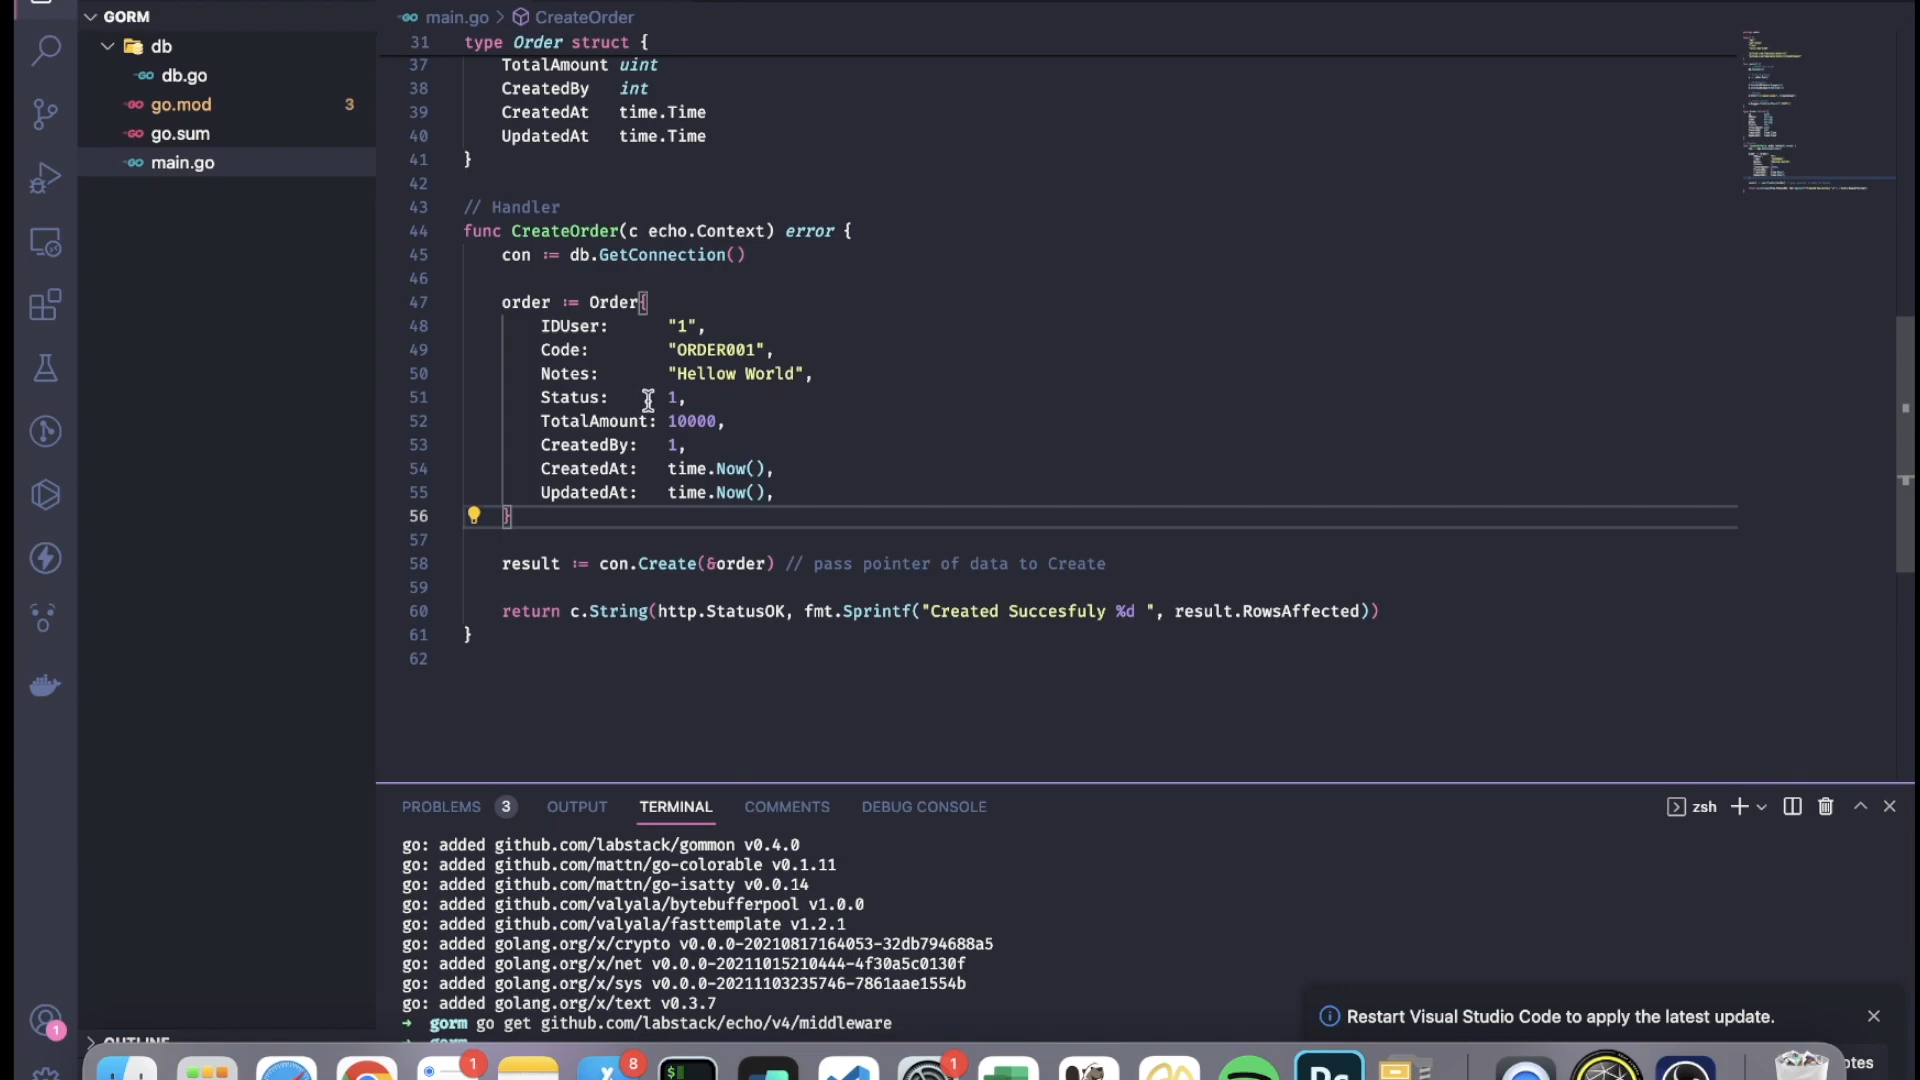 GORM
db
db.go
go.mod 3
go.sum
main.go
OUTLINE
1
main.go > CreateOrder
31 type Order struct {
37 TotalAmount uint
38 CreatedBy int
39 CreatedAt time.Time
40 UpdatedAt time.Time
41 }
42
43 // Handler
44 func CreateOrder(c echo.Context) error {
45 con := db.GetConnection()
46
47 order := Order{
48 IDUser: "1",
49 Code: "ORDER001",
50 Notes: "Hellow World",
51 Status: 1,
52 TotalAmount: 10000,
53 CreatedBy: 1,
54 CreatedAt: time.Now(),
55 UpdatedAt: time.Now(),
56 }
57
58 result := con.Create(&order) // pass pointer of data to Create
59
60 return c.String(http.StatusOK, fmt.Sprintf("Created Succesfuly %d ", result.RowsAffected))
61 }
62
PROBLEMS 3 OUTPUT TERMINAL COMMENTS DEBUG CONSOLE zsh
go: added github.com/labstack/gommon v0.4.0
go: added github.com/mattn/go-colorable v0.1.11
go: added github.com/mattn/go-isatty v0.0.14
go: added github.com/valyala/bytebufferpool v1.0.0
go: added github.com/valyala/fasttemplate v1.2.1
go: added golang.org/x/crypto v0.0.0-20210817164053-32db794688a5
go: added golang.org/x/net v0.0.0-20211015210444-4f30a5c0130f
go: added golang.org/x/sys v0.0.0-20211103235746-7861aae1554b
go: added golang.org/x/text v0.3.7
→ gorm go get github.com/labstack/echo/v4/middleware
gorm
Restart Visual Studio Code to apply the latest update.
1 8 $ 1